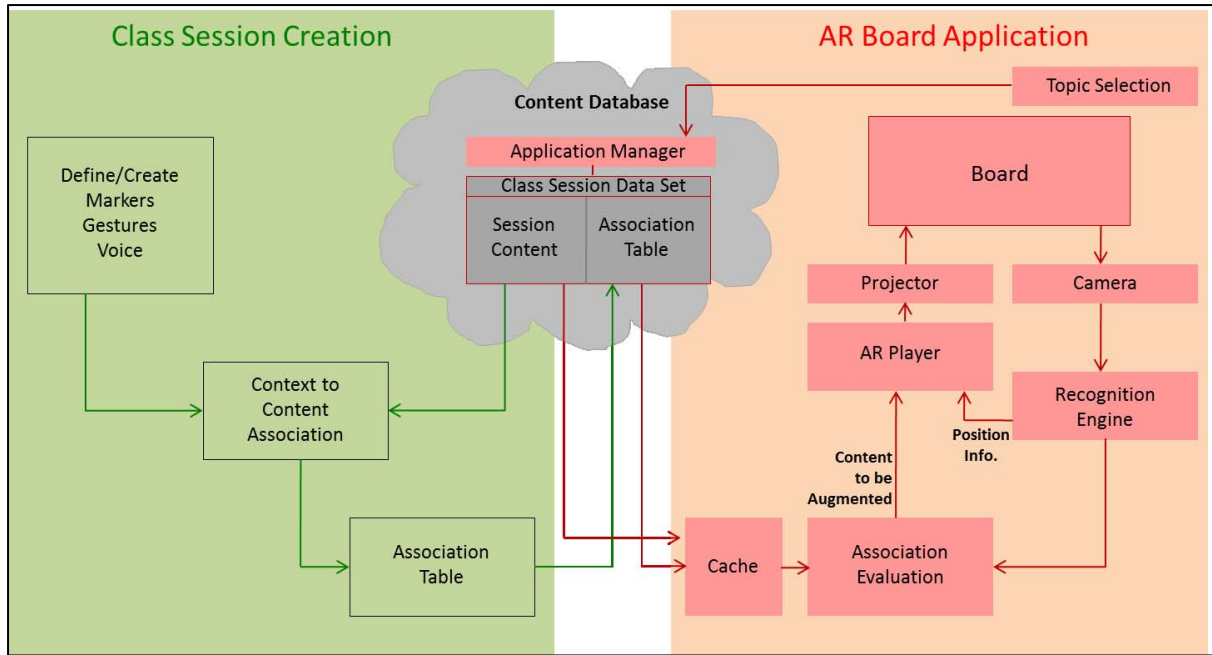 Class Session Creation
AR Board Application
Content Database
Topic Selection
Application Manager
Class Session Data Set
Session
Content
Association
Table
Define/Create
Markers
Gestures
Voice
Board
Projector
Camera
AR Player
Context to
Content
Association
Recognition
Engine
Position
Info.
Content
to be
Augmented
Association
Table
Cache
Association
Evaluation